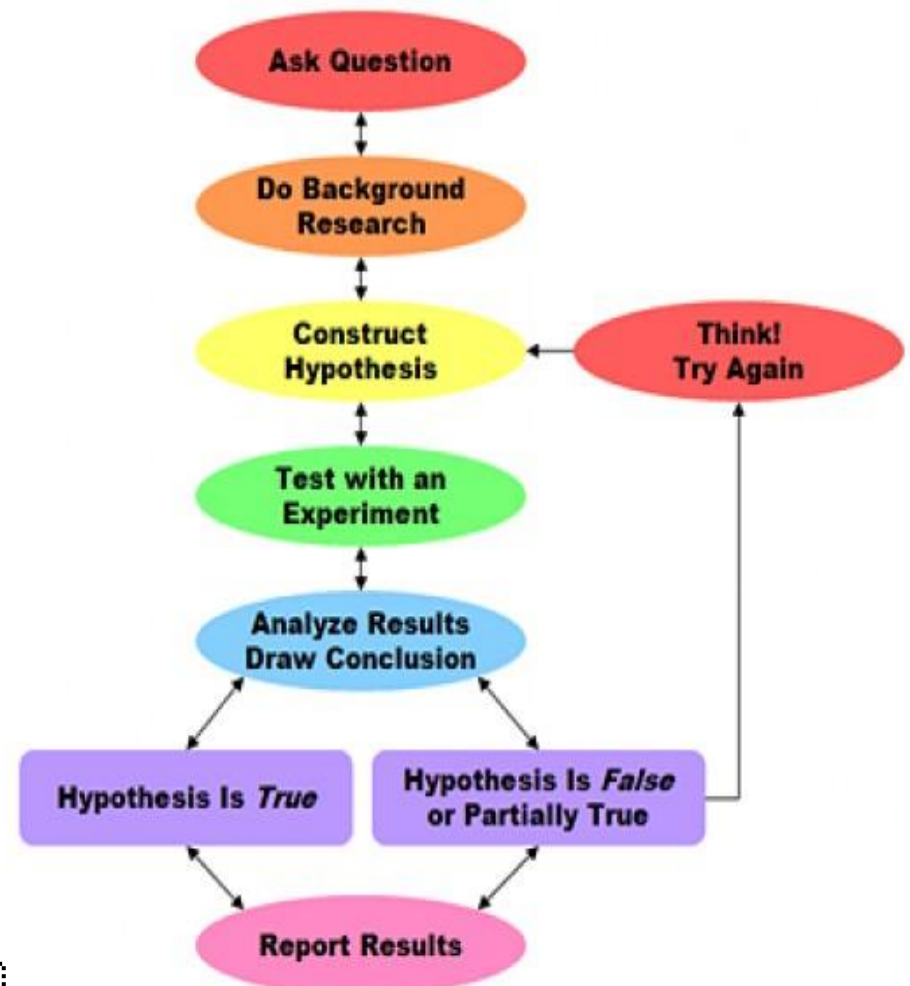 Ask Question
Do Background
Research
Construct
Hypothesis
Think!
Try Again
Test with an
Experiment
Analyze Results
Draw Conclusion
Hypothesis Is True
Hypothesis Is False
or Partially True
Report Results